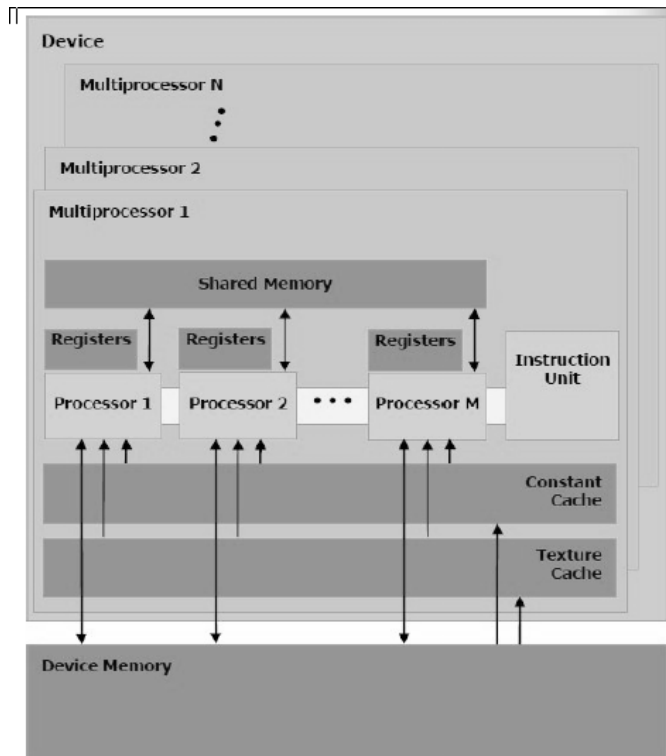 Device
Multiprocessor N
Multiprocessor 2
Multiprocessor 1
Shared Memory
Registers
Registers
Registers
Instruction
Unit
Processor 1
Processor 2
Processor M
Constant
Cache
Texture
Cache
Device Memory